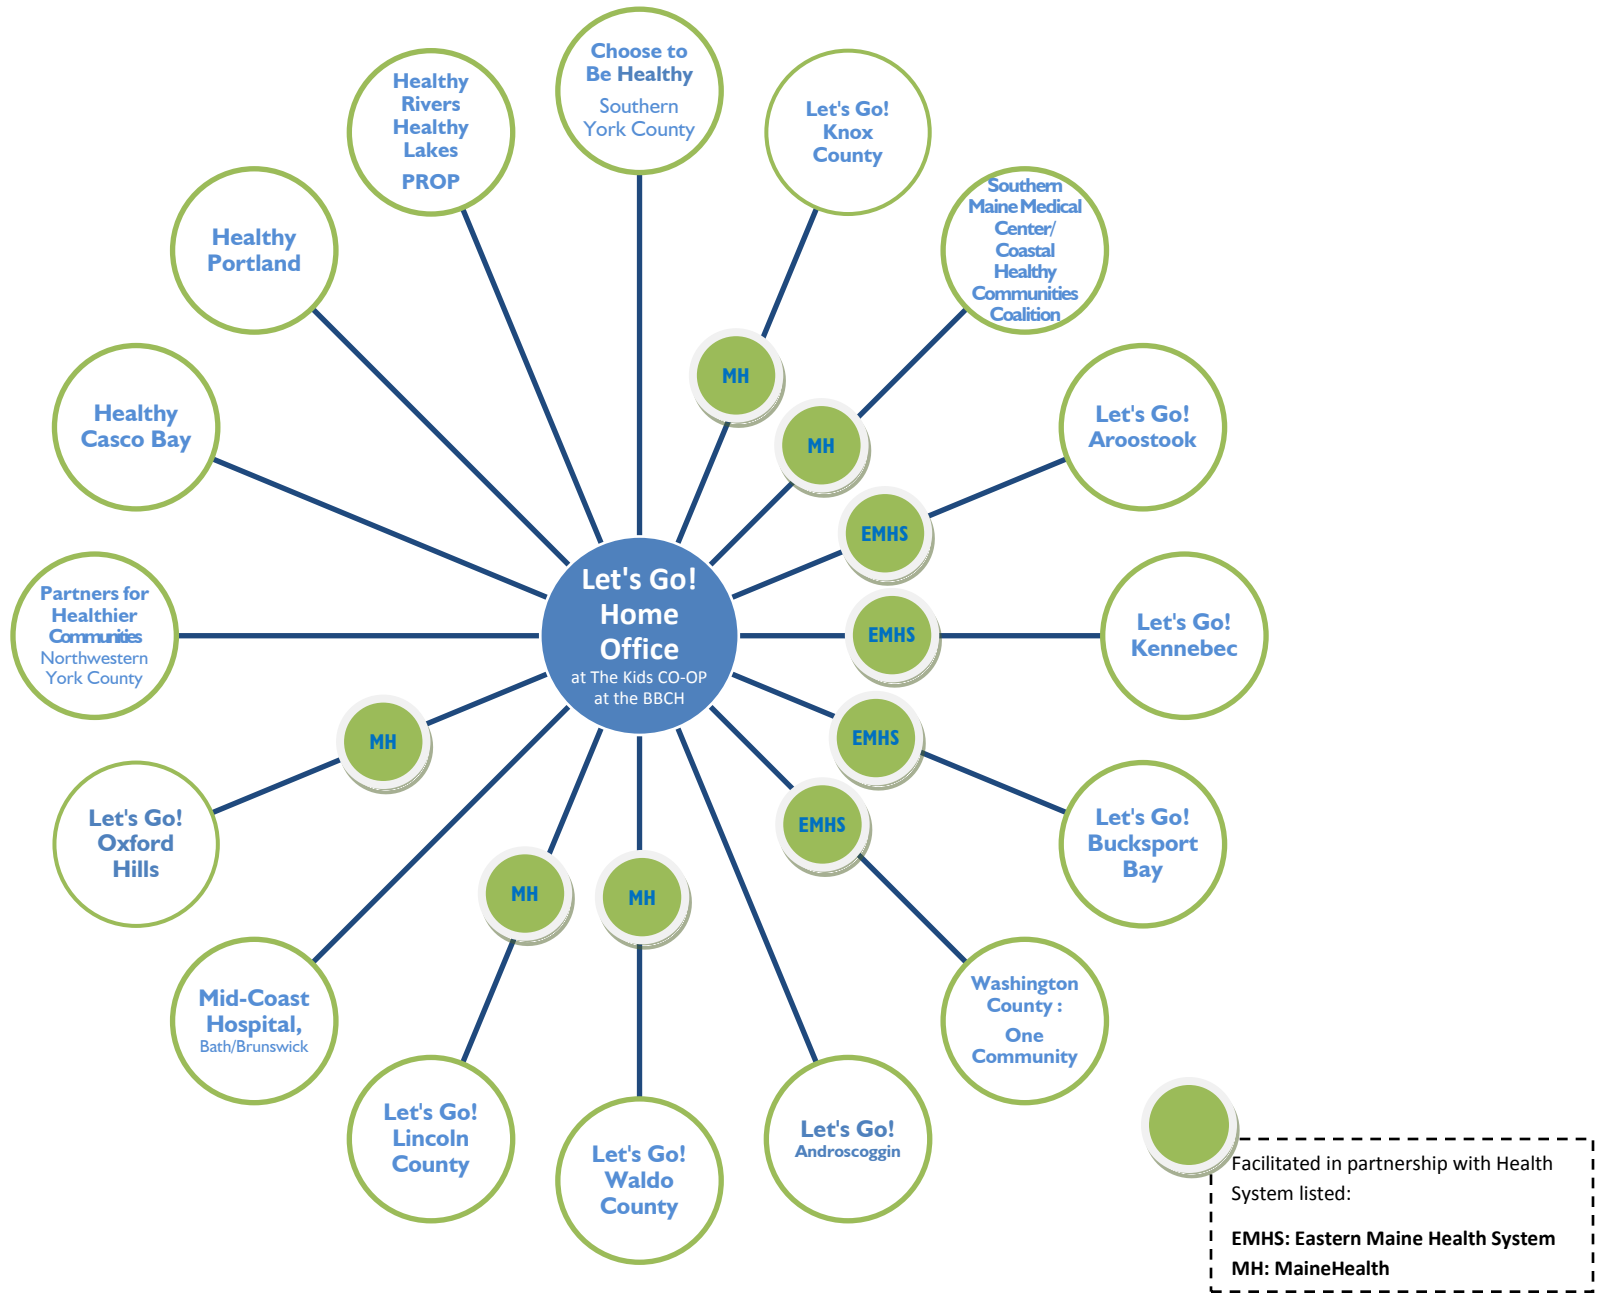 Choose to
Be Healthy
Southern
York County
Let's Go!
Knox
County
Southern
Maine Medical
Center/
Coastal
Healthy
Communities
Coalition
Let's Go!
Aroostook
Let's Go!
Kennebec
Let's Go!
Bucksport
Bay
Washington
County :
One
Community
Let's Go!
Androscoggin
Let's Go!
Waldo
County
Let's Go!
Lincoln
County
Mid-Coast
Hospital,
Bath/Brunswick
Let's Go!
Oxford
Hills
Partners for
Healthier
Communities
Northwestern
York County
Healthy
Casco Bay
Healthy
Portland
Healthy
Rivers
Healthy
Lakes
PROP
MH
MH
EMHS
EMHS
EMHS
EMHS
MH
MH
MH
Let's Go!
Home
Office
at The Kids CO-OP
at the BBCH
Facilitated in partnership with Health
System listed:
EMHS: Eastern Maine Health System
MH: MaineHealth